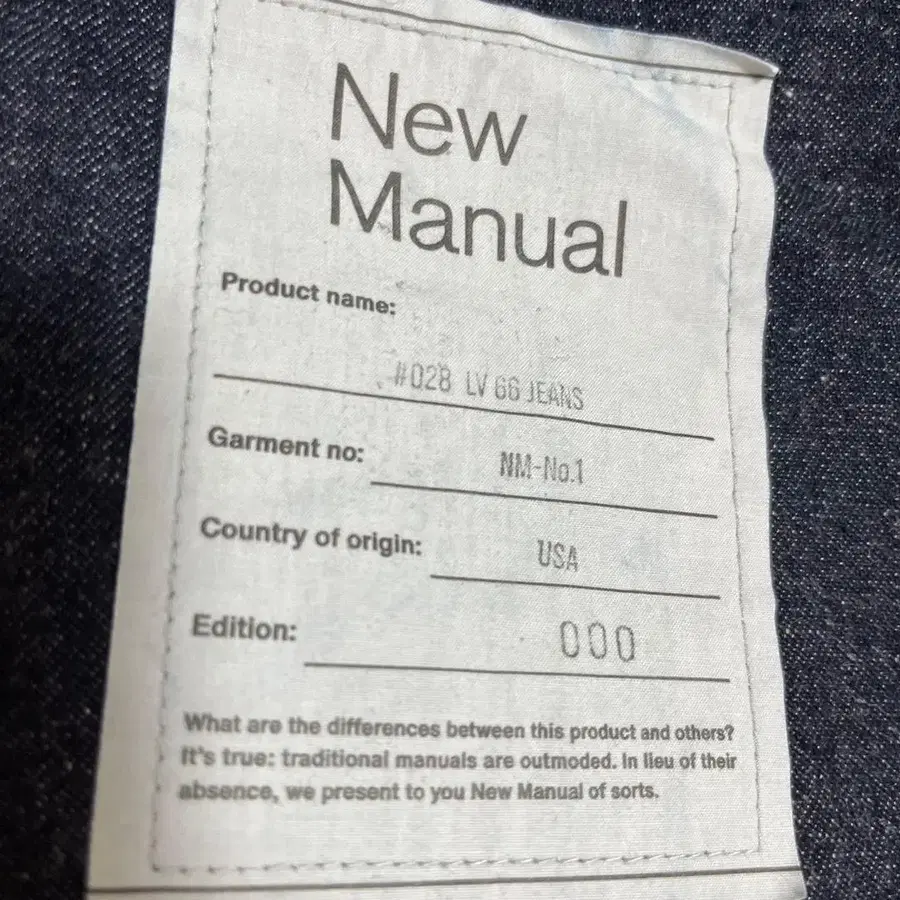 New
Manual
Product name:
#028 LV 66 JEANS
Garment no:
NM-No.1
Country of origin:
USA
Edition:
000
What are the differences between this product and others?
It's true: traditional manuals are outmoded. In lieu of their
absence, we present to you New Manual of sorts.